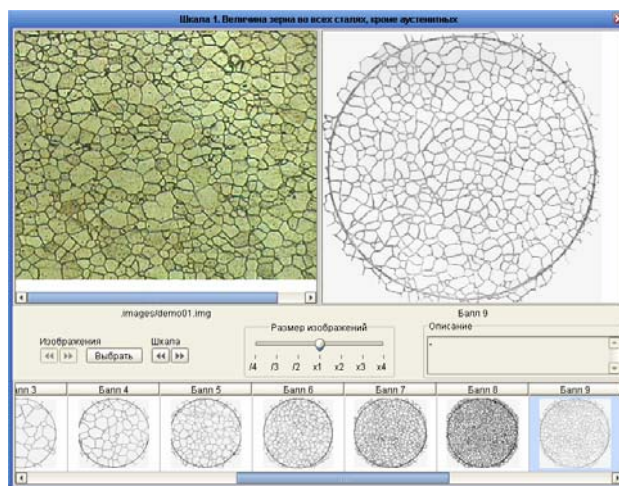 Шкала 1. Величина зерна во всех сталях, кроме аустенитных
.images/demo01.img
Балл 9
Изображения
Выбрать
Шкала
Размер изображений
/4 /3 /2 x1 x2 x3 x4
Описание
-
алл 3 Балл 4 Балл 5 Балл 6 Балл 7 Балл 8 Балл 9